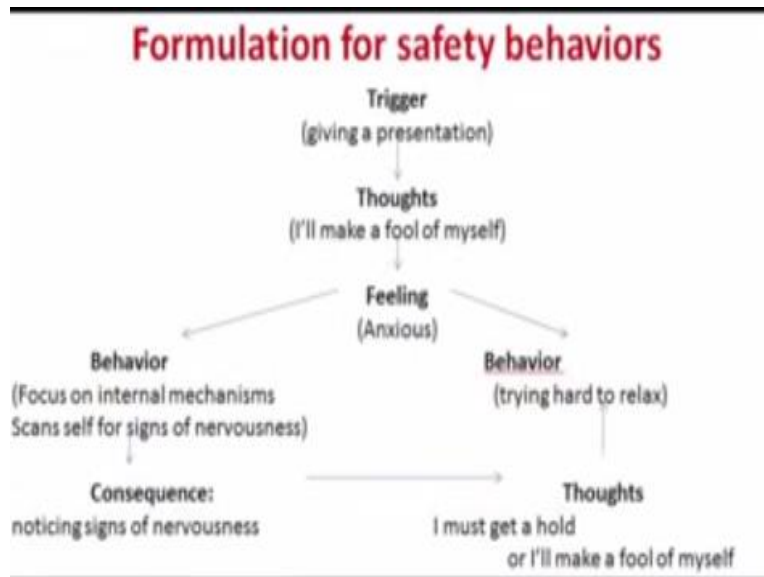 Formulation for safety behaviors
Trigger
(giving a presentation)
Thoughts
(I'll make a fool of myself)
Feeling
(Anxious)
Behavior
(Focus on internal mechanisms
Scans self for signs of nervousness)
Consequence:
noticing signs of nervousness
Behavior
(trying hard to relax)
Thoughts
I must get a hold
or I'll make a fool of myself